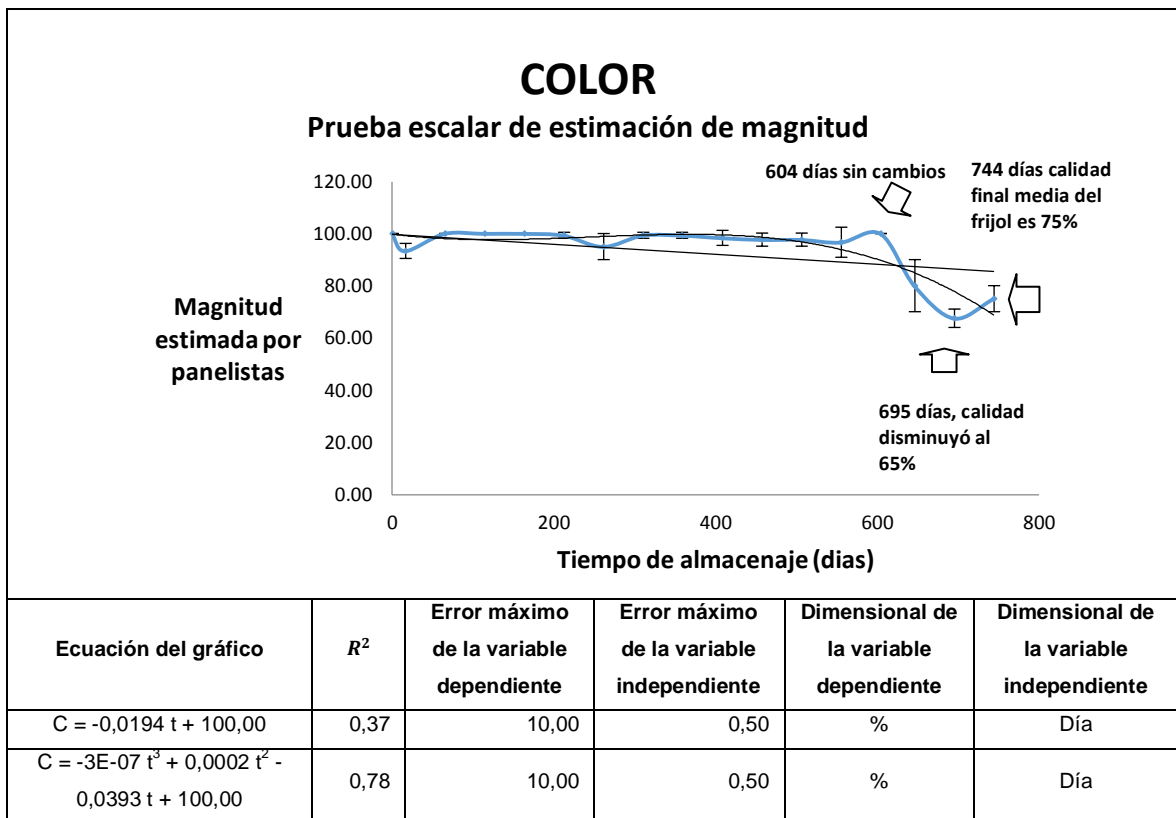 COLOR
Prueba escalar de estimación de magnitud
604 días sin cambios
744 días calidad
final media del
frijol es 75%
120.00
100.00
80.00
60.00
40.00
20.00
0.00
Magnitud
estimada por
panelistas
695 días, calidad
disminuyó al
65%
0
200
400
600
800
Tiempo de almacenaje (dias)
Ecuación del gráfico
R²
Error máximo
de la variable
dependiente
Error máximo
de la variable
independiente
Dimensional de
la variable
dependiente
Dimensional de
la variable
independiente
C = -0,0194 t + 100,00
0,37
10,00
0,50
%
Día
C = -3E-07 t³ + 0,0002 t² -
0,0393 t + 100,00
0,78
10,00
0,50
%
Día